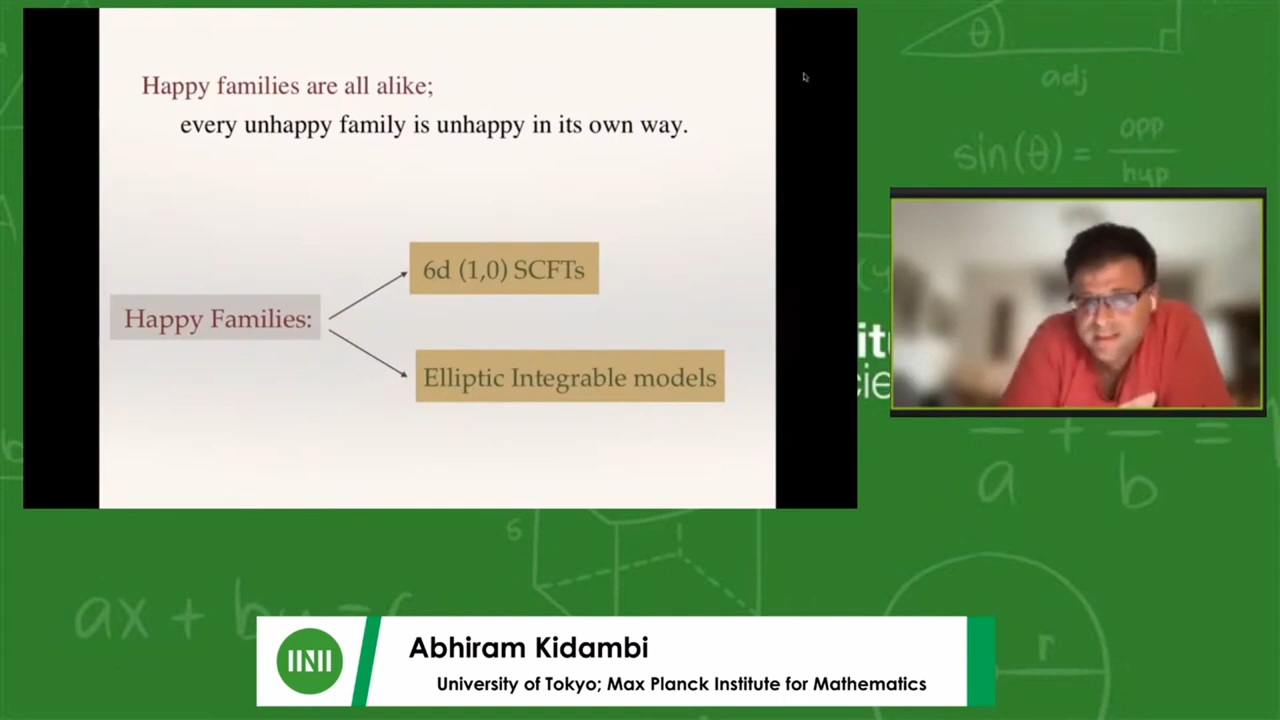 Happy families are all alike;
every unhappy family is unhappy in its own way.
6d (1,0) SCFTs
Happy Families:
Elliptic Integrable models
θ
adj
sin(θ) = opp
hyp
a + b =
s
r
Abhiram Kidambi
University of Tokyo; Max Planck Institute for Mathematics